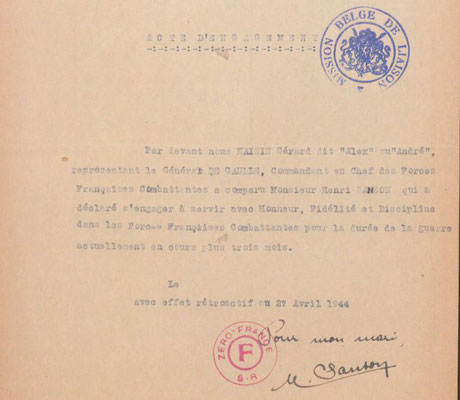 ACTE D'ENGAGEMENT
-:-:-:-:-:-:-:-:-:-:-:-:-:-:-
MISSION BELGE DE LIAISON
Par devant nous MAISIN Gérard dit "Alex" ou"André",
représentant le Général DE GAULLE, Commandant en Chef des Forces
Françaises Combattantes a comparu Monsieur Henri SANSON qui a
déclaré s'engager à servir avec Honneur, Fidélité et Discipline
dans les Forces Françaises Combattantes pour la durée de la guerre
actuellement en cours plus trois mois.
Le
avec effet rétroactif au 27 Avril 1944
ZÉRO-FRANCE
F
S.R
Pour mon mari,
M. Sanson